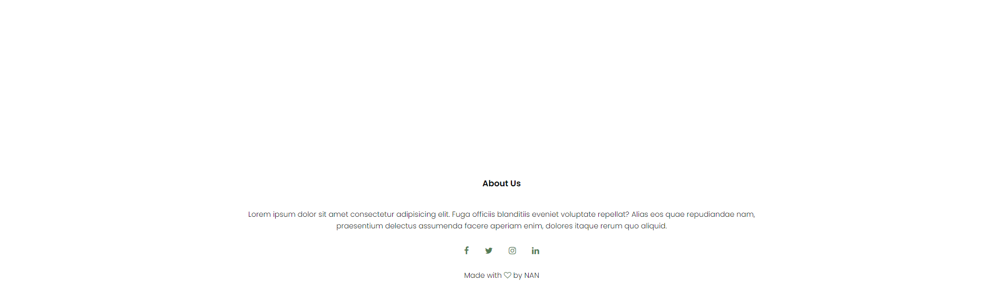 About Us
Lorem ipsum dolor sit amet consectetur adipisicing elit. Fuga officiis blanditiis eveniet voluptate repellat? Alias eos quae repudiandae nam,
praesentium delectus assumenda facere aperiam enim, dolores itaque rerum quo aliquid.
Made with ♡ by NAN